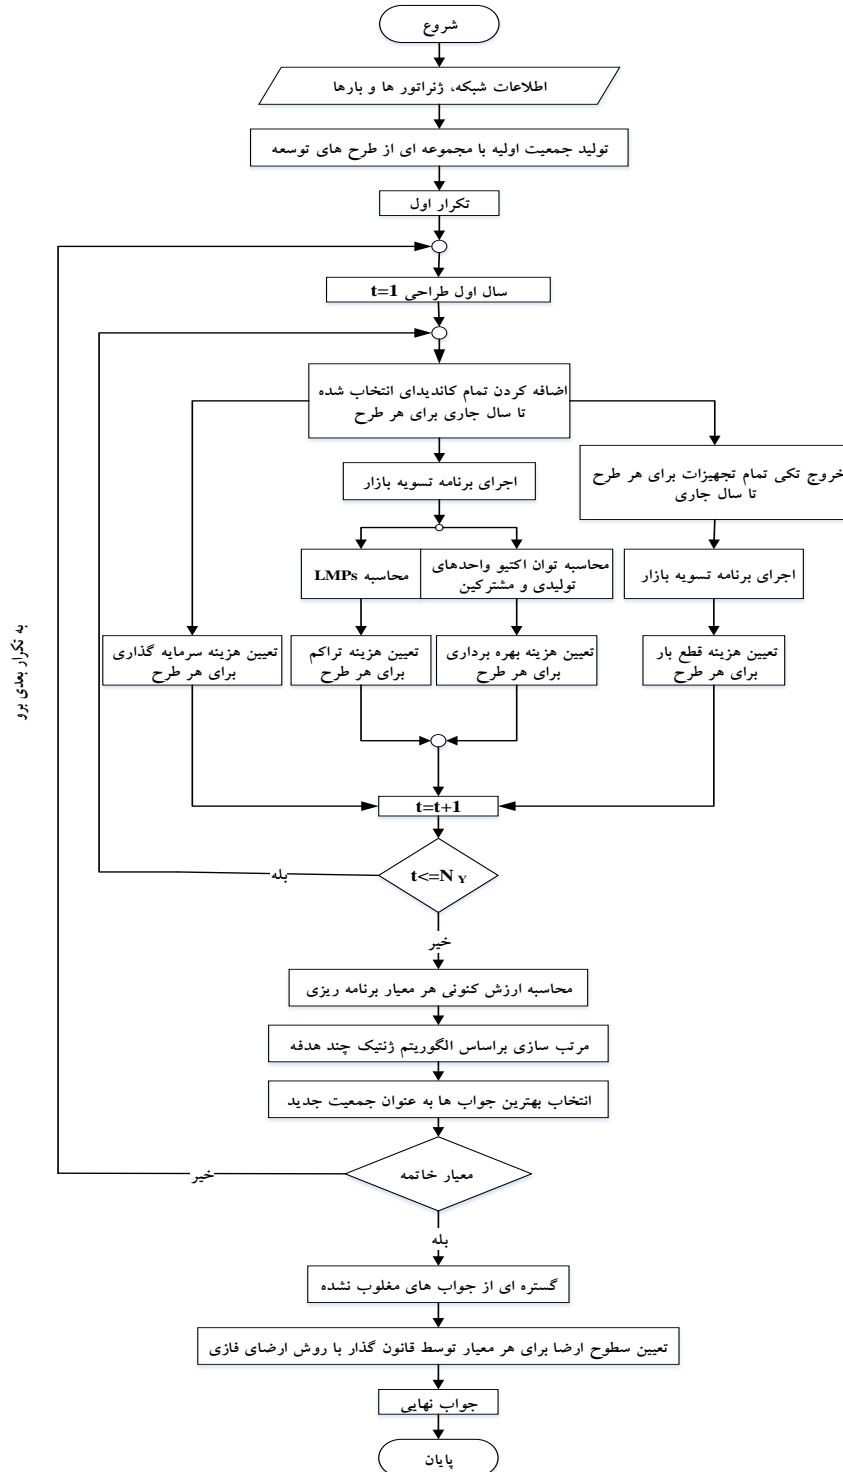 شروع
اطلاعات شبکه، ژنراتور ها و بارها
تولید جمعیت اولیه با مجموعه ای از طرح های توسعه
تکرار اول
سال اول طراحی t=1
اضافه کردن تمام کاندیدای انتخاب شده
تا سال جاری برای هر طرح
خروج تکی تمام تجهیزات برای هر طرح
تا سال جاری
اجرای برنامه تسویه بازار
محاسبه توان اکتیو واحدهای
تولیدی و مشترکین
محاسبه LMPs
اجرای برنامه تسویه بازار
تعیین هزینه قطع بار
برای هر طرح
تعیین هزینه بهره برداری
برای هر طرح
تعیین هزینه تراکم
برای هر طرح
تعیین هزینه سرمایه گذاری
برای هر طرح
به تکرار بعدی برو
t=t+1
t<=N Y
بله
خیر
محاسبه ارزش کنونی هر معیار برنامه ریزی
مرتب سازی براساس الگوریتم ژنتیک چند هدفه
انتخاب بهترین جواب ها به عنوان جمعیت جدید
معیار خاتمه
خیر
بله
گستره ای از جواب های مغلوب نشده
تعیین سطوح ارضا برای هر معیار توسط قانون گذار با روش ارضای فازی
جواب نهایی
پایان